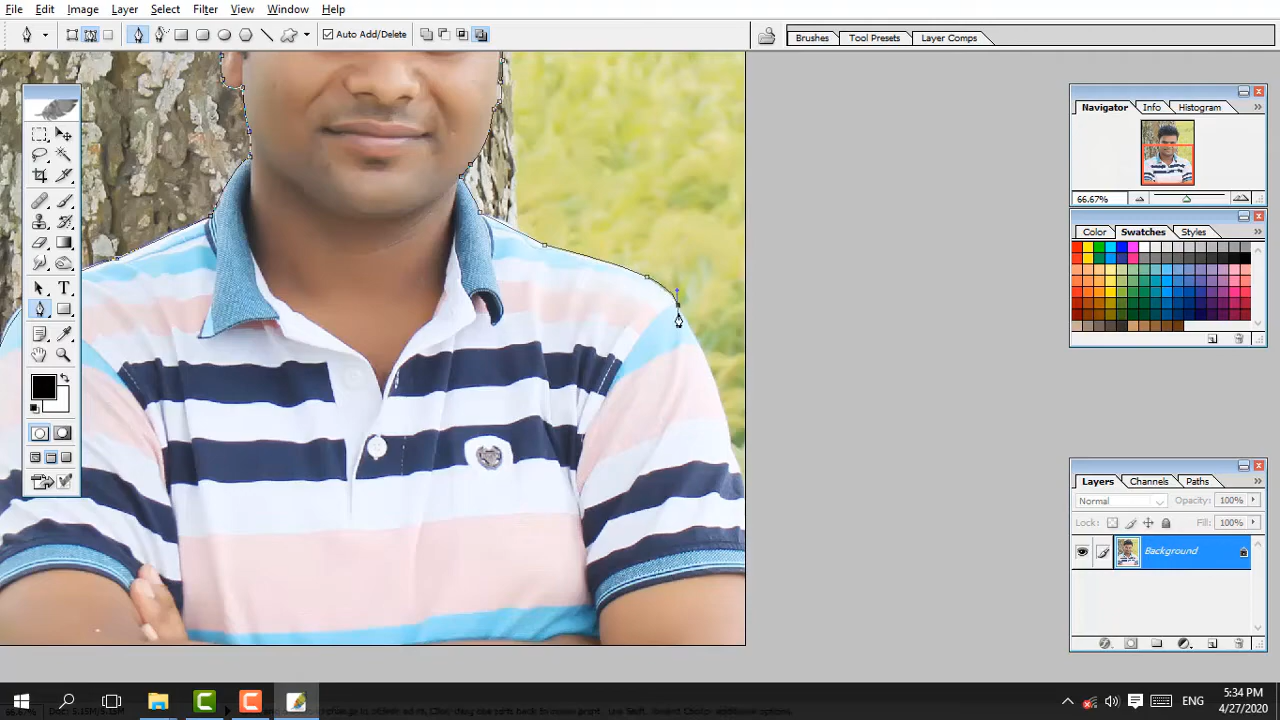 File Edit Image Layer Select Filter View Window Help
Auto Add/Delete
Brushes Tool Presets Layer Comps
Navigator Info Histogram
66.67%
Color Swatches Styles
Layers Channels Paths
Normal Opacity: 100%
Lock: Fill: 100%
Background
ENG
5:34 PM
4/27/2020